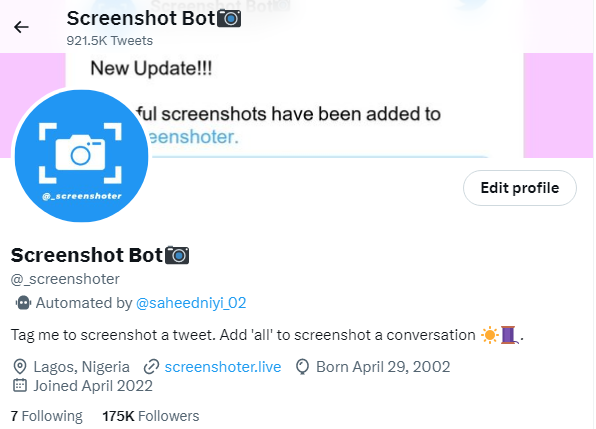 Screenshot Bot📷
921.5K Tweets
New Update!!!
ful screenshots have been added to
eenshoter.
@_screenshoter
Edit profile
Screenshot Bot📷
@_screenshoter
Automated by @saheedniyi_02
Tag me to screenshot a tweet. Add 'all' to screenshot a conversation ☀️🧵.
Lagos, Nigeria screenshoter.live Born April 29, 2002
Joined April 2022
7 Following 175K Followers